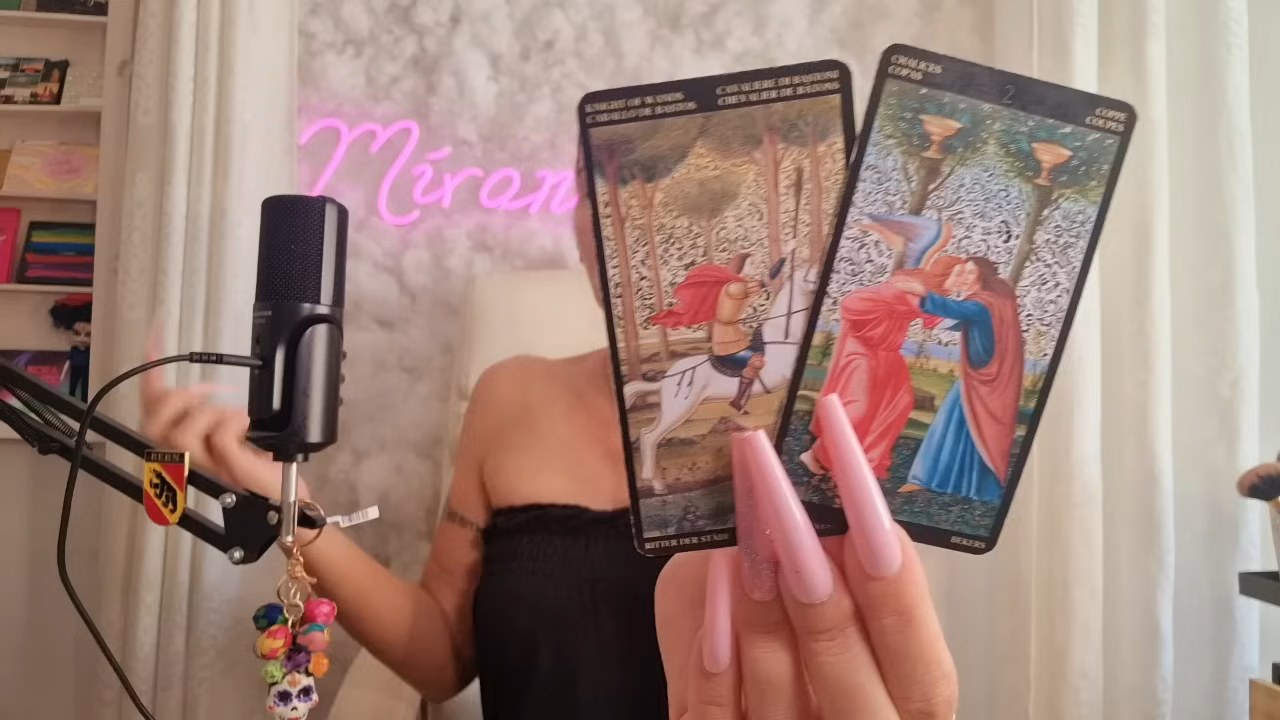 Miran
KNIGHT OF WANDS
CABALLO DE BASTOS
CAVALIERE DI BASTONI
CHEVALIER DE BATONS
RITTER DER STÄBE
CHALICES
COPAS
2
COPPE
COUPES
BEKERS
BERN